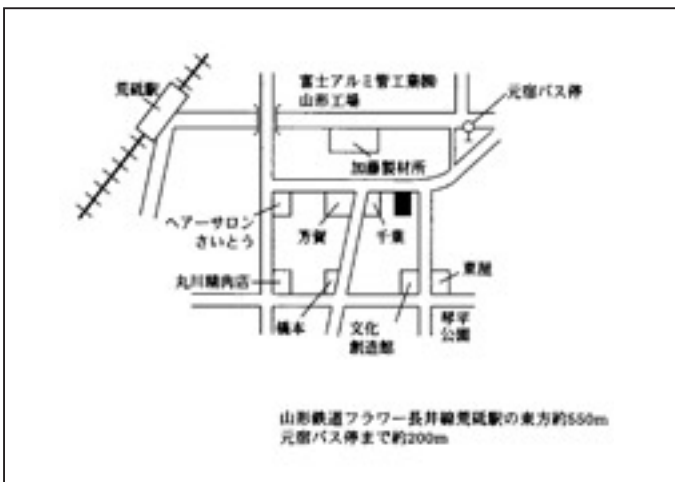 荒砥駅
富士アルミ管工業㈱
山形工場
元宿バス停
加藤製材所
ヘアーサロン
さいとう
芳賀
千葉
丸川精肉店
橋本
文化
創造館
東屋
琴平
公園
山形鉄道フラワー長井線荒砥駅の東方約550m
元宿バス停まで約200m